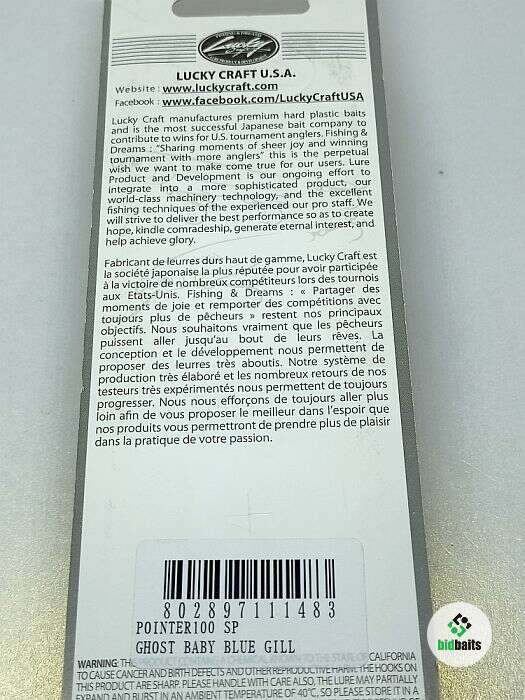 FISHING & DREAMS
Lucky Craft
LURE PRODUCT & DEVELOPMENT
LUCKY CRAFT U.S.A.
Website : www.luckycraft.com
Facebook : www.facebook.com/LuckyCraftUSA
Lucky Craft manufactures premium hard plastic baits
and is the most successful Japanese bait company to
contribute to wins for U.S. tournament anglers. Fishing &
Dreams ; "Sharing moments of sheer joy and winning
tournament with more anglers" this is the perpetual
wish we want to make come true for our users. Lure
Product and Development is our ongoing effort to
integrate into a more sophisticated product, our
world-class machinery technology, and the excellent
fishing techniques of the experienced our pro staff. We
will strive to deliver the best performance so as to create
hope, kindle comradeship, generate eternal interest, and
help achieve glory.
Fabricant de leurres durs haut de gamme, Lucky Craft est
la société japonaise la plus réputée pour avoir participée
à la victoire de nombreux compétiteurs lors des tournois
aux Etats-Unis. Fishing & Dreams : « Partager des
moments de joie et remporter des compétitions avec
toujours plus de pêcheurs » restent nos principaux
objectifs. Nous souhaitons vraiment que les pêcheurs
puissent aller jusqu'au bout de leurs rêves. La
conception et le développement nous permettent de
proposer des leurres très aboutis. Notre système de
production très élaboré et les nombreux retours de nos
testeurs très expérimentés nous permettent de toujours
progresser. Nous nous efforçons de toujours aller plus
loin afin de vous proposer le meilleur dans l'espoir que
nos produits vous permettront de prendre plus de plaisir
dans la pratique de votre passion.
802897111483
POINTER100 SP
GHOST BABY BLUE GILL
WARNING: CALIFORNIA
TO CAUSE CANCER AND BIRTH DEFECTS AND OTHER REPRODUCTIVE HARM. THE HOOKS ON
THIS PRODUCT ARE SHARP. PLEASE HANDLE WITH CARE. ALSO, THE LURE MAY PARTIALLY
EXPAND AND BURST IN AN AMBIENT TEMPERATURE OF 40°C, SO PLEASE STORE IT IN A
bidbaits